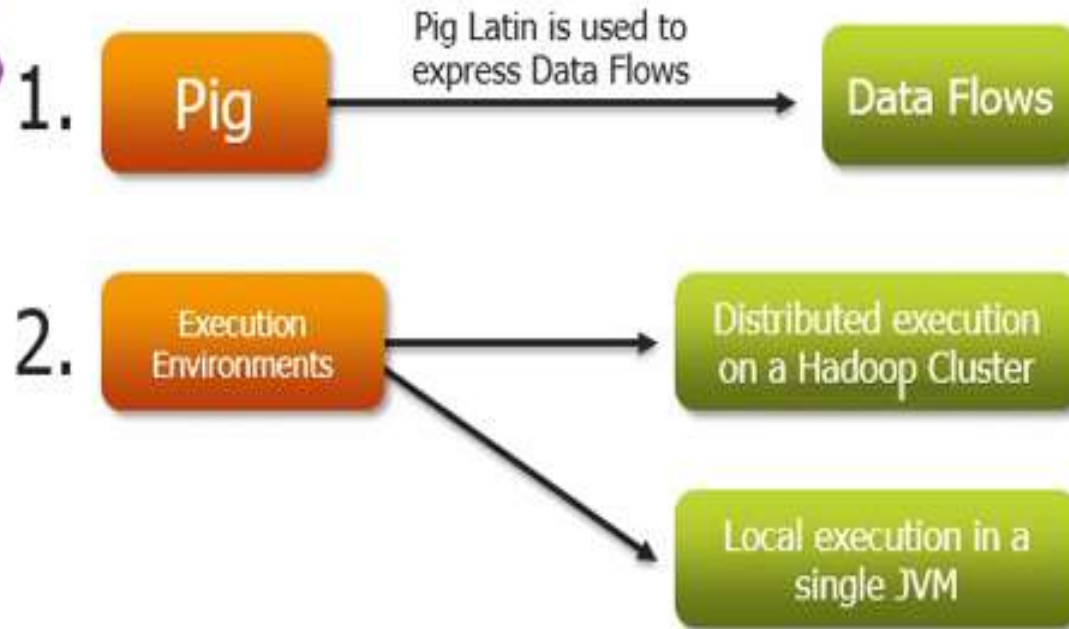 1.
Pig
Pig Latin is used to
express Data Flows
Data Flows
2.
Execution
Environments
Distributed execution
on a Hadoop Cluster
Local execution in a
single JVM